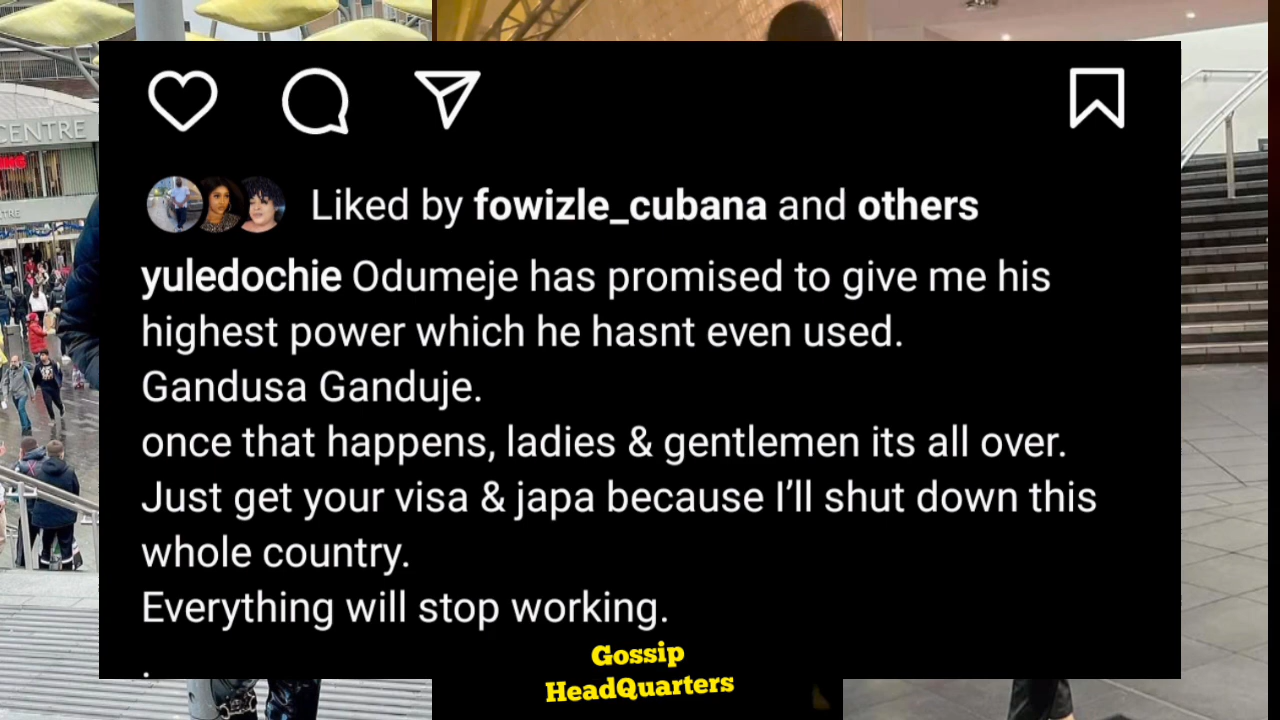 CENTRE
TRE
Liked by fowizle_cubana and others
yuledochie Odumeje has promised to give me his
highest power which he hasnt even used.
Gandusa Ganduje.
once that happens, ladies & gentlemen its all over.
Just get your visa & japa because I’ll shut down this
whole country.
Everything will stop working.
.
Gossip
HeadQuarters